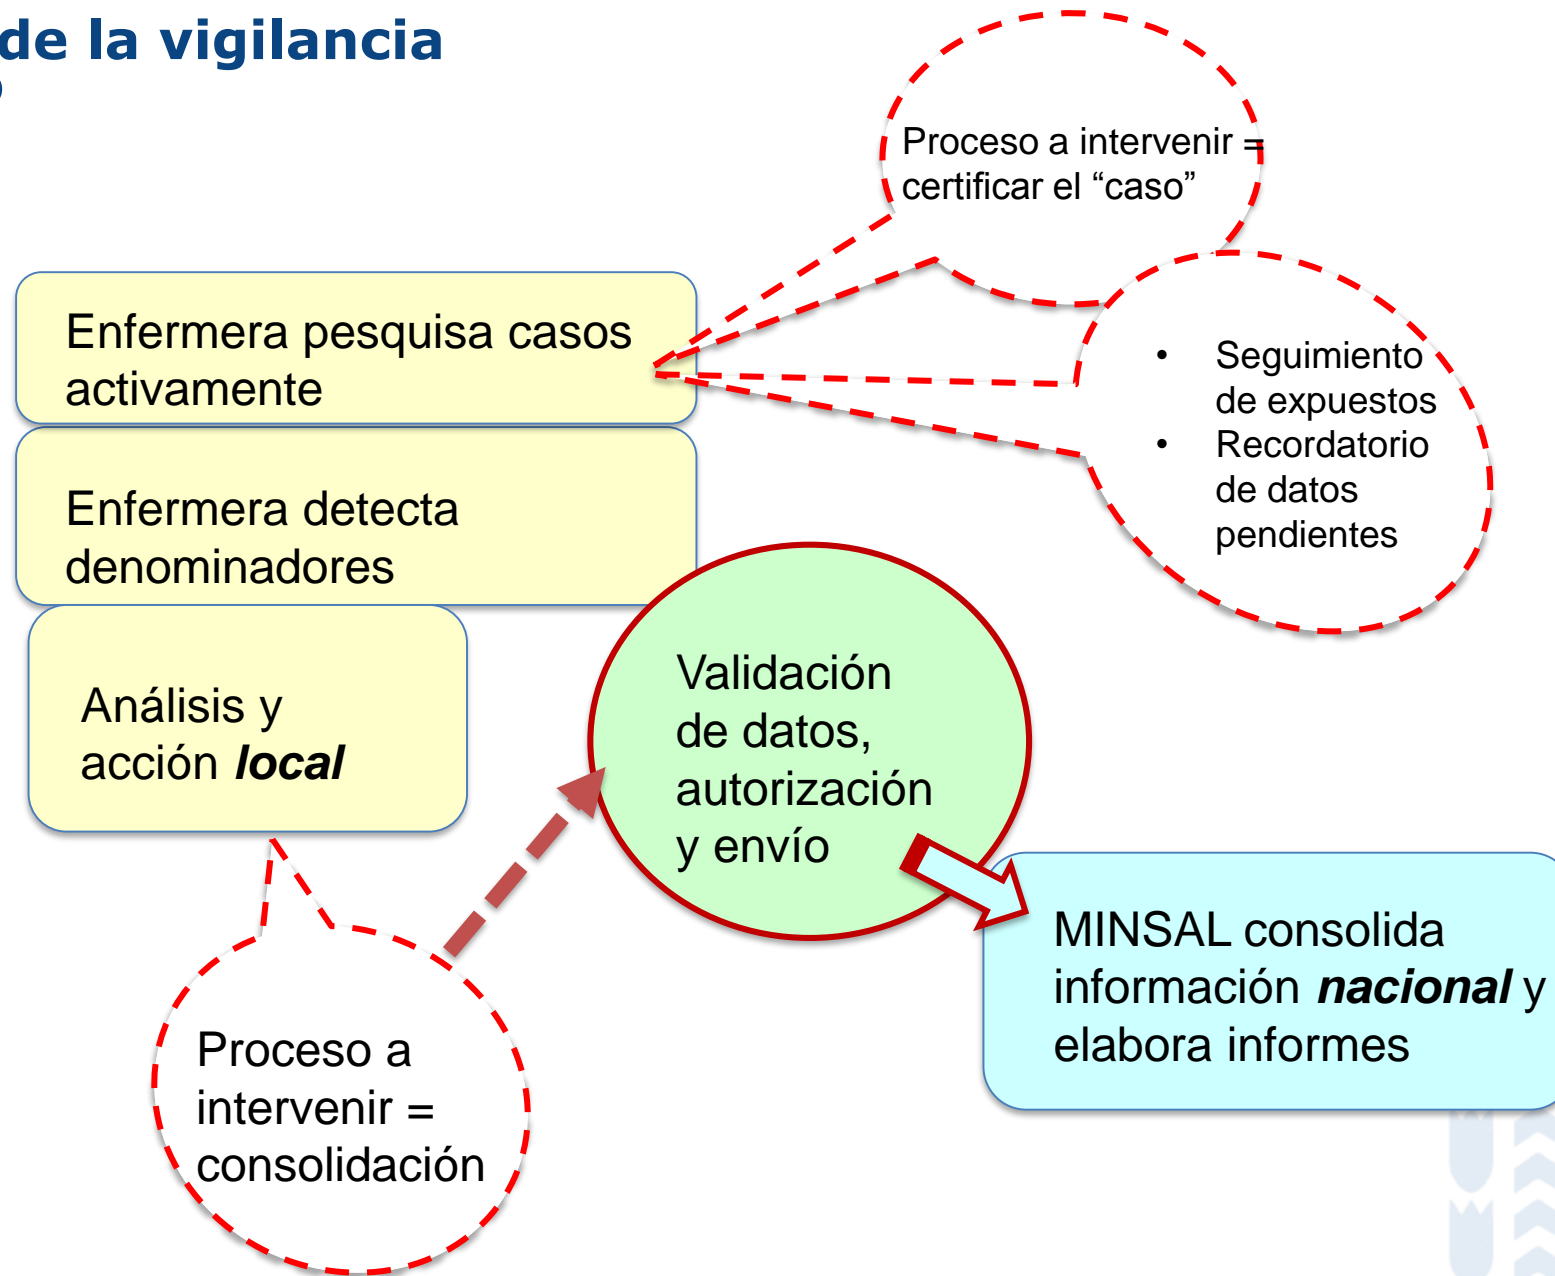 de la vigilancia
Proceso a intervenir =
certificar el “caso”
Enfermera pesquisa casos
activamente
• Seguimiento
de expuestos
• Recordatorio
de datos
pendientes
Enfermera detecta
denominadores
Análisis y
acción local
Validación
de datos,
autorización
y envío
MINSAL consolida
información nacional y
elabora informes
Proceso a
intervenir =
consolidación